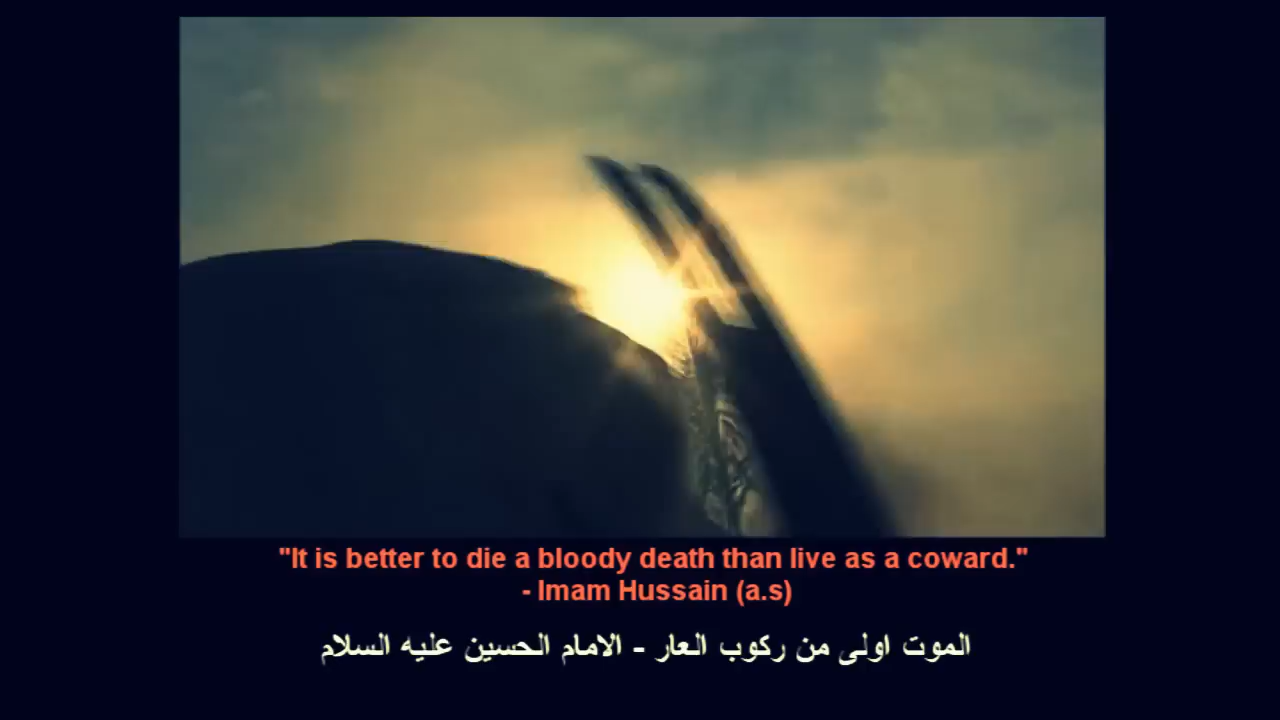 "It is better to die a bloody death than live as a coward."
- Imam Hussain (a.s)
الموت اولى من ركوب العار - الامام الحسين عليه السلام